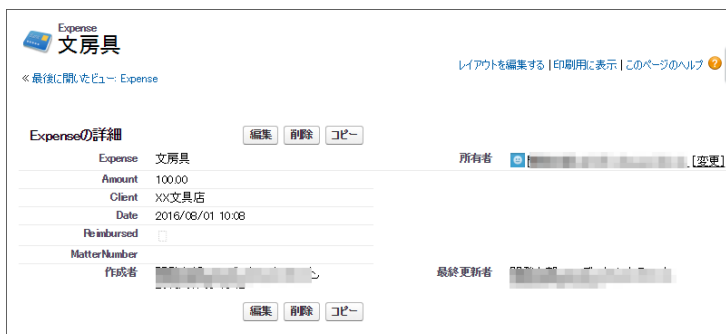 Expense
文房具
レイアウトを編集する | 印刷用に表示 | このページのヘルプ
≪ 最後に開いたビュー: Expense
Expenseの詳細 編集 削除 コピー
Expense 文房具 所有者 [変更]
Amount 100.00
Client XX文具店
Date 2016/08/01 10:08
Reimbursed
MatterNumber
作成者 最終更新者
編集 削除 コピー